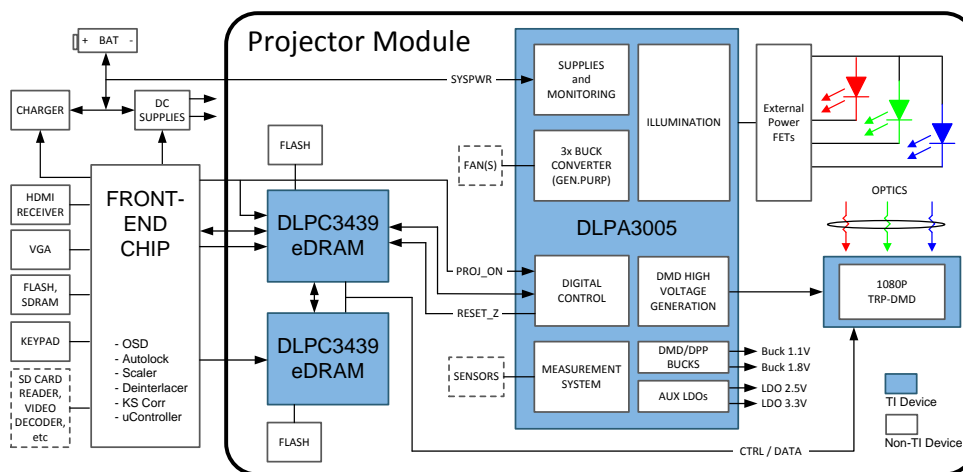 Projector Module
+ BAT -
CHARGER
DC
SUPPLIES
SYSPWR
SUPPLIES
and
MONITORING
ILLUMINATION
External
Power
FETs
FLASH
FAN(S)
3x BUCK
CONVERTER
(GEN.PURP)
HDMI
RECEIVER
VGA
FLASH,
SDRAM
KEYPAD
SD CARD
READER,
VIDEO
DECODER,
etc
FRONT-
END
CHIP
- OSD
- Autolock
- Scaler
- Deinterlacer
- KS Corr
- uController
DLPC3439
eDRAM
DLPC3439
eDRAM
FLASH
DLPA3005
PROJ_ON
RESET_Z
DIGITAL
CONTROL
DMD HIGH
VOLTAGE
GENERATION
SENSORS
MEASUREMENT
SYSTEM
DMD/DPP
BUCKS
AUX LDOs
Buck 1.1V
Buck 1.8V
LDO 2.5V
LDO 3.3V
OPTICS
1080P
TRP-DMD
CTRL / DATA
TI Device
Non-TI Device